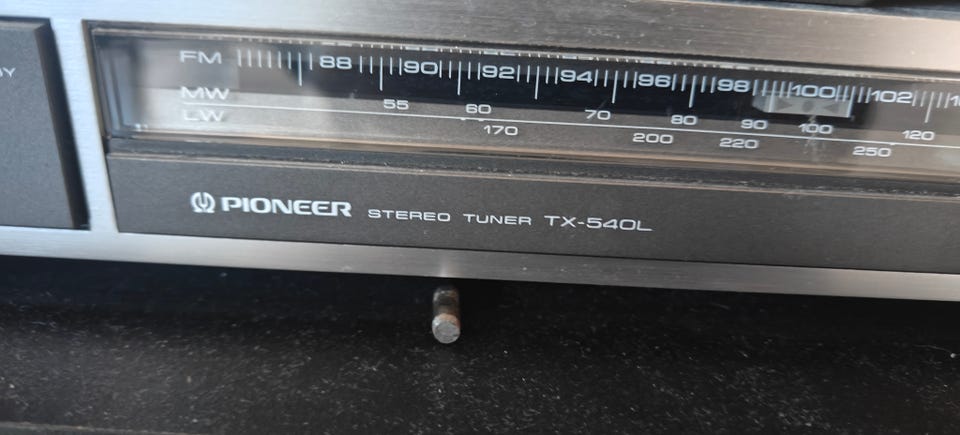 FM 88 90 92 94 96 98 100 102
MW 55 60 70 80 90 100 120
LW 170 200 220 250
PIONEER STEREO TUNER TX-540L